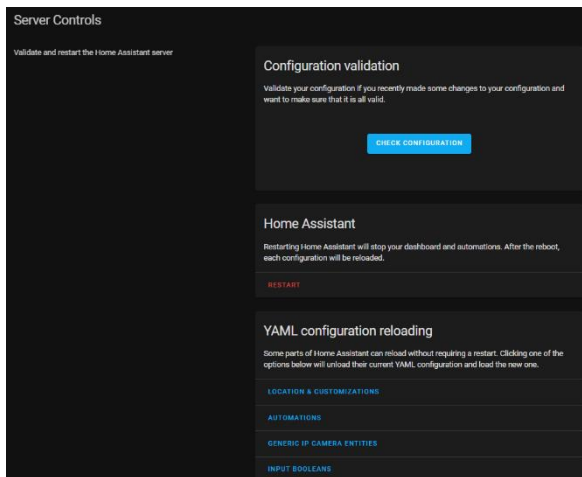 Server Controls
Validate and restart the Home Assistant server
Configuration validation
Validate your configuration if you recently made some changes to your configuration and
want to make sure that it is all valid.
CHECK CONFIGURATION
Home Assistant
Restarting Home Assistant will stop your dashboard and automations. After the reboot,
each configuration will be reloaded.
RESTART
YAML configuration reloading
Some parts of Home Assistant can reload without requiring a restart. Clicking one of the
options below will unload their current YAML configuration and load the new one.
LOCATION & CUSTOMIZATIONS
AUTOMATIONS
GENERIC IP CAMERA ENTITIES
INPUT BOOLEANS